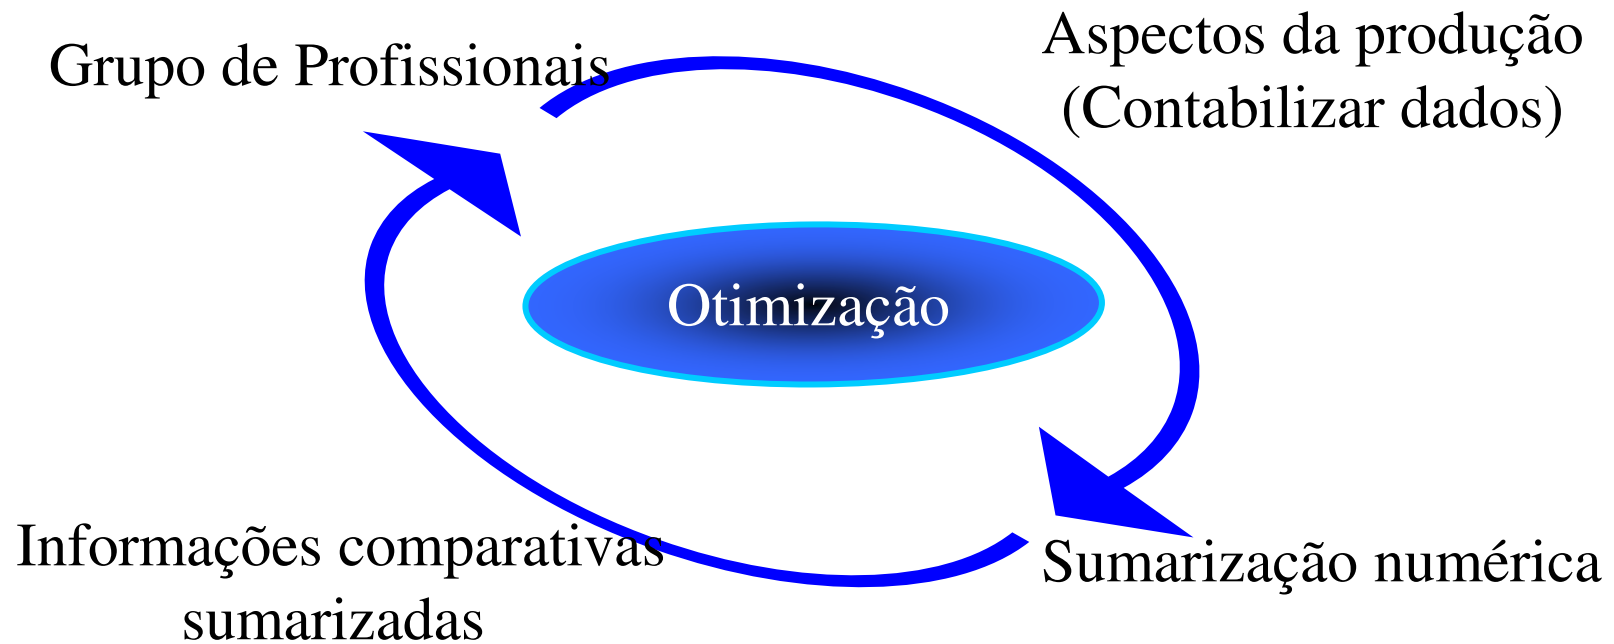 Grupo de Profissionais
Aspectos da produção
(Contabilizar dados)
Otimização
Informações comparativas
sumarizadas
Sumarização numérica